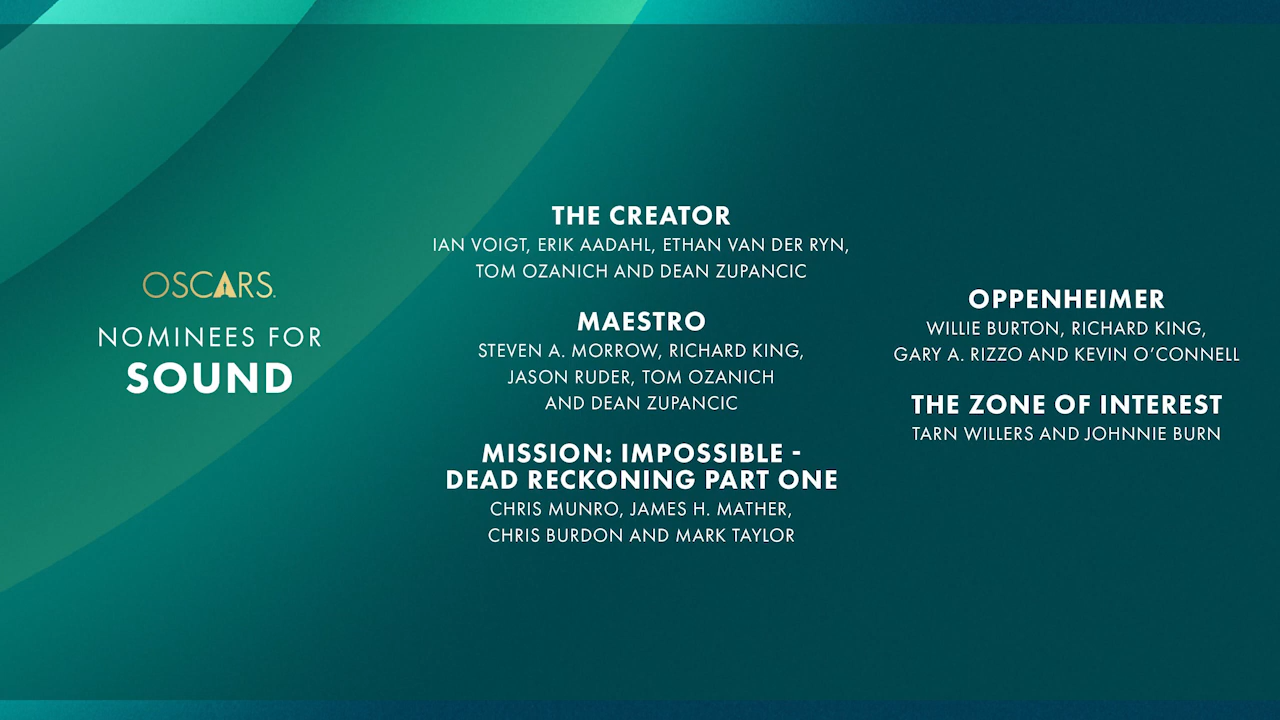 OSCARS.
NOMINEES FOR
SOUND
THE CREATOR
IAN VOIGT, ERIK AADAHL, ETHAN VAN DER RYN,
TOM OZANICH AND DEAN ZUPANCIC
MAESTRO
STEVEN A. MORROW, RICHARD KING,
JASON RUDER, TOM OZANICH
AND DEAN ZUPANCIC
MISSION: IMPOSSIBLE -
DEAD RECKONING PART ONE
CHRIS MUNRO, JAMES H. MATHER,
CHRIS BURDON AND MARK TAYLOR
OPPENHEIMER
WILLIE BURTON, RICHARD KING,
GARY A. RIZZO AND KEVIN O’CONNELL
THE ZONE OF INTEREST
TARN WILLERS AND JOHNNIE BURN